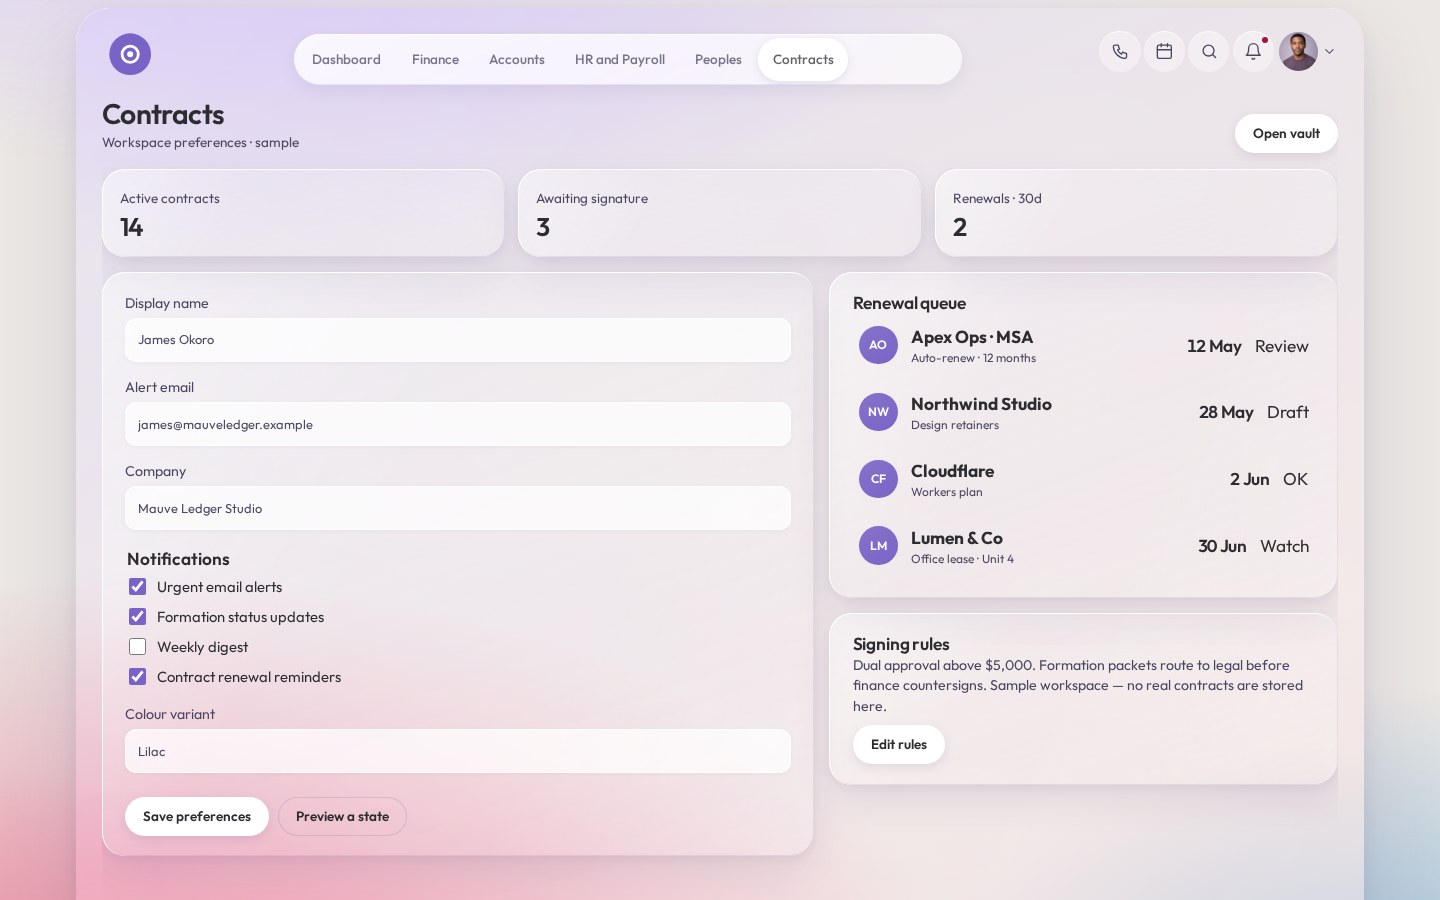 Dashboard
Finance
Accounts
HR and Payroll
Peoples
Contracts
Contracts
Workspace preferences · sample
Open vault
Active contracts
14
Awaiting signature
3
Renewals · 30d
2
Display name
James Okoro
Alert email
james@mauveledger.example
Company
Mauve Ledger Studio
Notifications
Urgent email alerts
Formation status updates
Weekly digest
Contract renewal reminders
Colour variant
Lilac
Save preferences
Preview a state
Renewal queue
AO
Apex Ops · MSA
Auto-renew · 12 months
12 May
Review
NW
Northwind Studio
Design retainers
28 May
Draft
CF
Cloudflare
Workers plan
2 Jun
OK
LM
Lumen & Co
Office lease · Unit 4
30 Jun
Watch
Signing rules
Dual approval above $5,000. Formation packets route to legal before
finance countersigns. Sample workspace — no real contracts are stored
here.
Edit rules